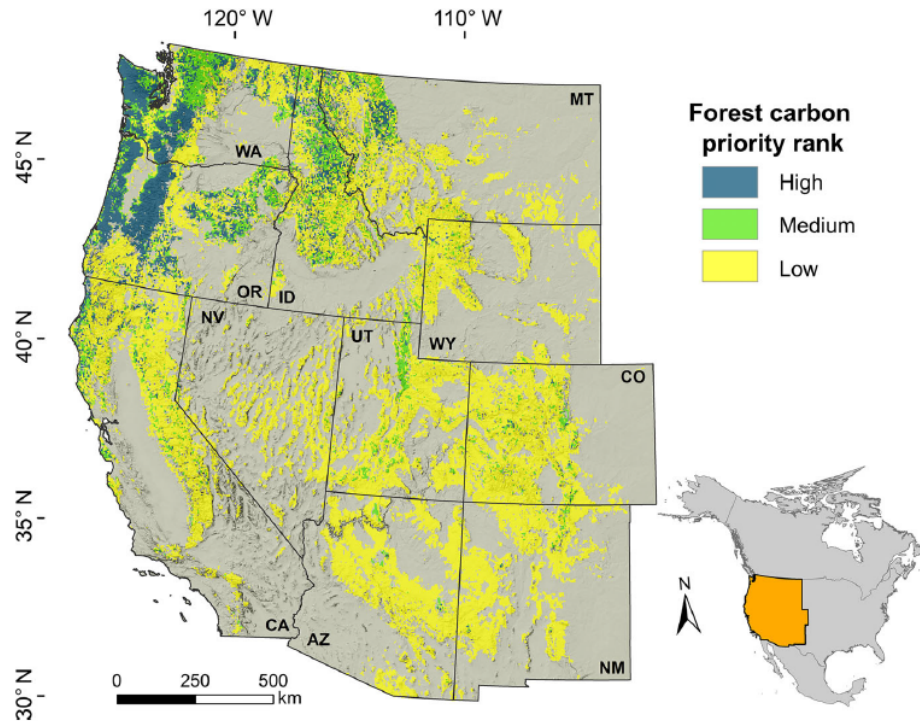 120° W
110° W
45° N
40° N
35° N
30° N
MT
WA
OR
ID
NV
UT
WY
CO
CA
AZ
NM
Forest carbon
priority rank
High
Medium
Low
0 250 500
km
N